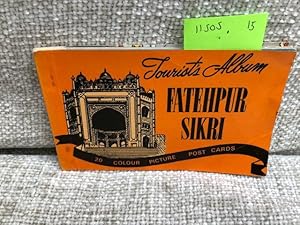 11505. 15
Tourist's Album
FATEHPUR
SIKRI
20 COLOUR PICTURE POST CARDS